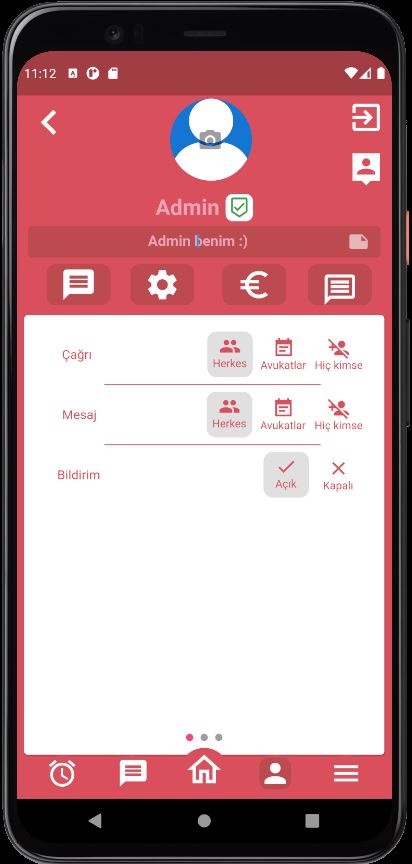 11:12
Admin
Admin benim :)
Çağrı
Herkes
Avukatlar
Hiç kimse
Mesaj
Herkes
Avukatlar
Hiç kimse
Bildirim
Açık
Kapalı